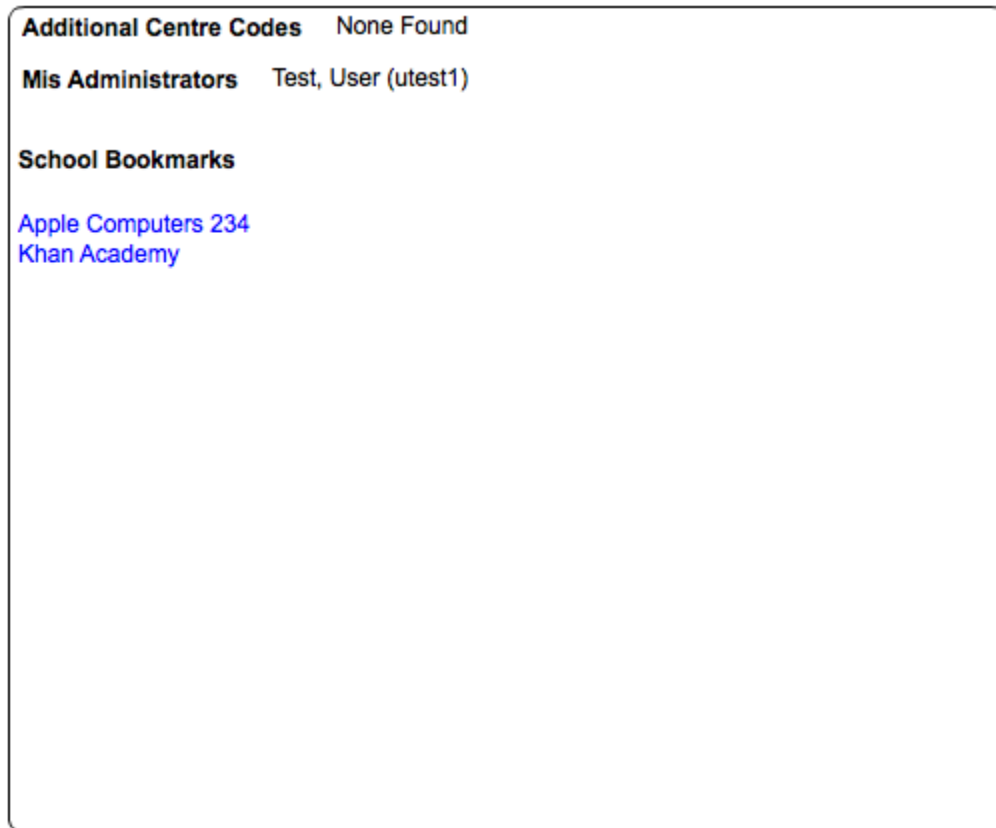 Additional Centre Codes None Found
Mis Administrators Test, User (utest1)
School Bookmarks
Apple Computers 234
Khan Academy